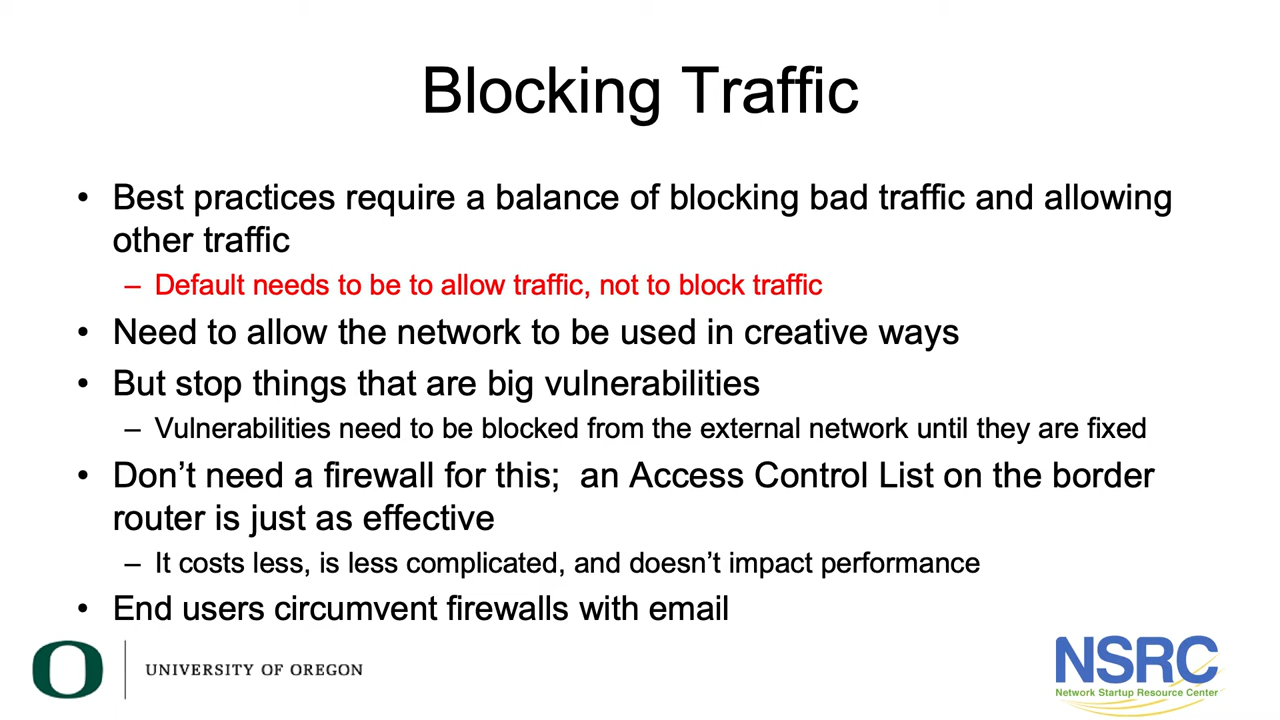 Blocking Traffic
• Best practices require a balance of blocking bad traffic and allowing
other traffic
– Default needs to be to allow traffic, not to block traffic
• Need to allow the network to be used in creative ways
• But stop things that are big vulnerabilities
– Vulnerabilities need to be blocked from the external network until they are fixed
• Don’t need a firewall for this;  an Access Control List on the border
router is just as effective
– It costs less, is less complicated, and doesn’t impact performance
• End users circumvent firewalls with email
O
UNIVERSITY OF OREGON
NSRC
Network Startup Resource Center